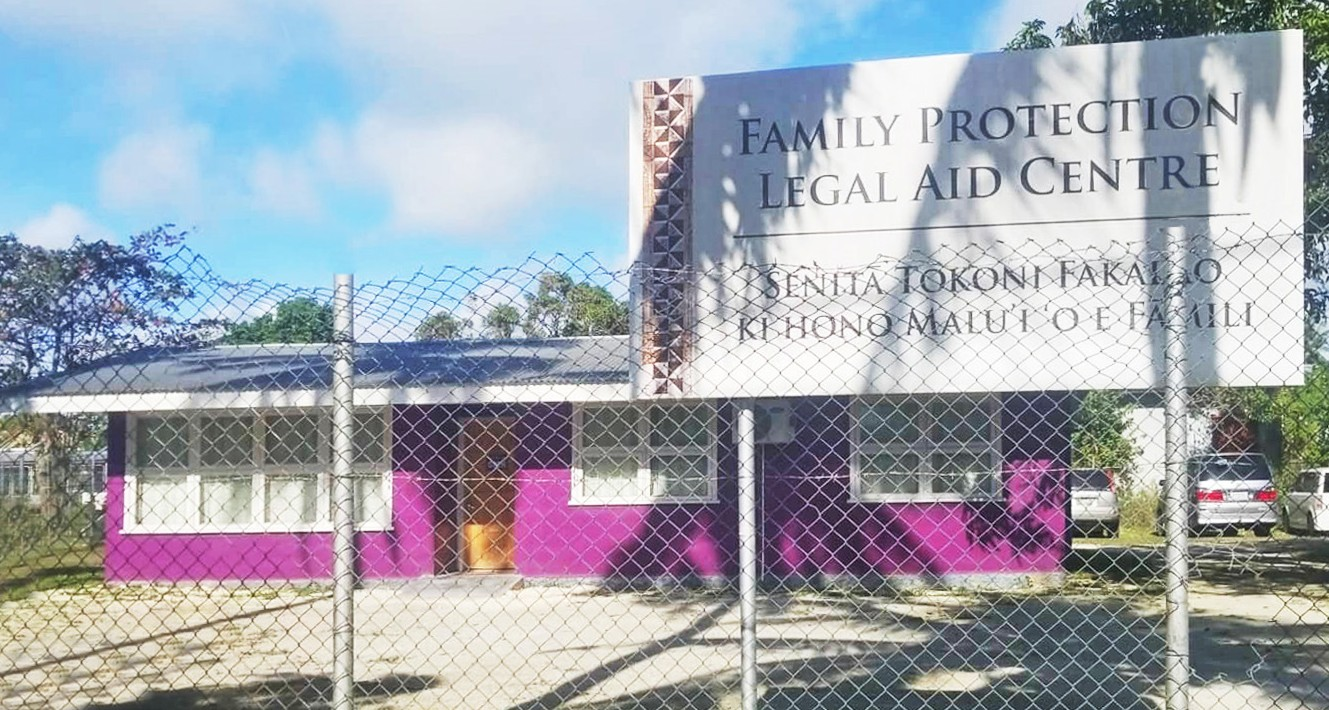 FAMILY PROTECTION
LEGAL AID CENTRE
SENITA TOKONI FAKALAO
KI HONO MALU'I 'O E FAMILI